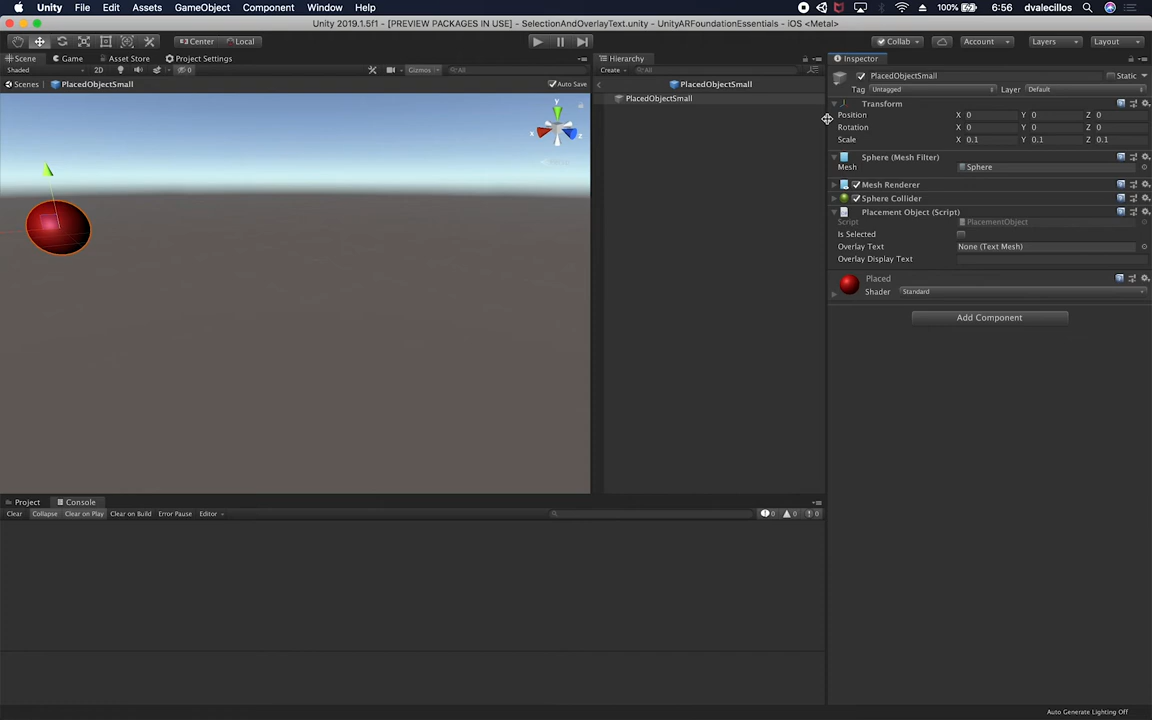 Unity File Edit Assets GameObject Component Window Help 100% 6:56 dvalecillos
Unity 2019.1.5f1 - [PREVIEW PACKAGES IN USE] - SelectionAndOverlayText.unity - UnityARFoundationEssentials - iOS <Metal>
Center Local Collab Account Layers Layout
Scene Game Asset Store Project Settings Hierarchy Inspector
Shaded 2D 0 Gizmos All Create All PlacedObjectSmall Static
Scenes PlacedObjectSmall Auto Save PlacedObjectSmall Tag Untagged Layer Default
PlacedObjectSmall
Transform
Position X 0 Y 0 Z 0
Rotation X 0 Y 0 Z 0
Scale X 0.1 Y 0.1 Z 0.1
Sphere (Mesh Filter)
Mesh Sphere
Mesh Renderer
Sphere Collider
Placement Object (Script)
Script PlacementObject
Is Selected
Overlay Text None (Text Mesh)
Overlay Display Text
Placed
Shader Standard
Add Component
y
x z
Project Console
Clear Collapse Clear on Play Clear on Build Error Pause Editor 0 0 0
Auto Generate Lighting Off